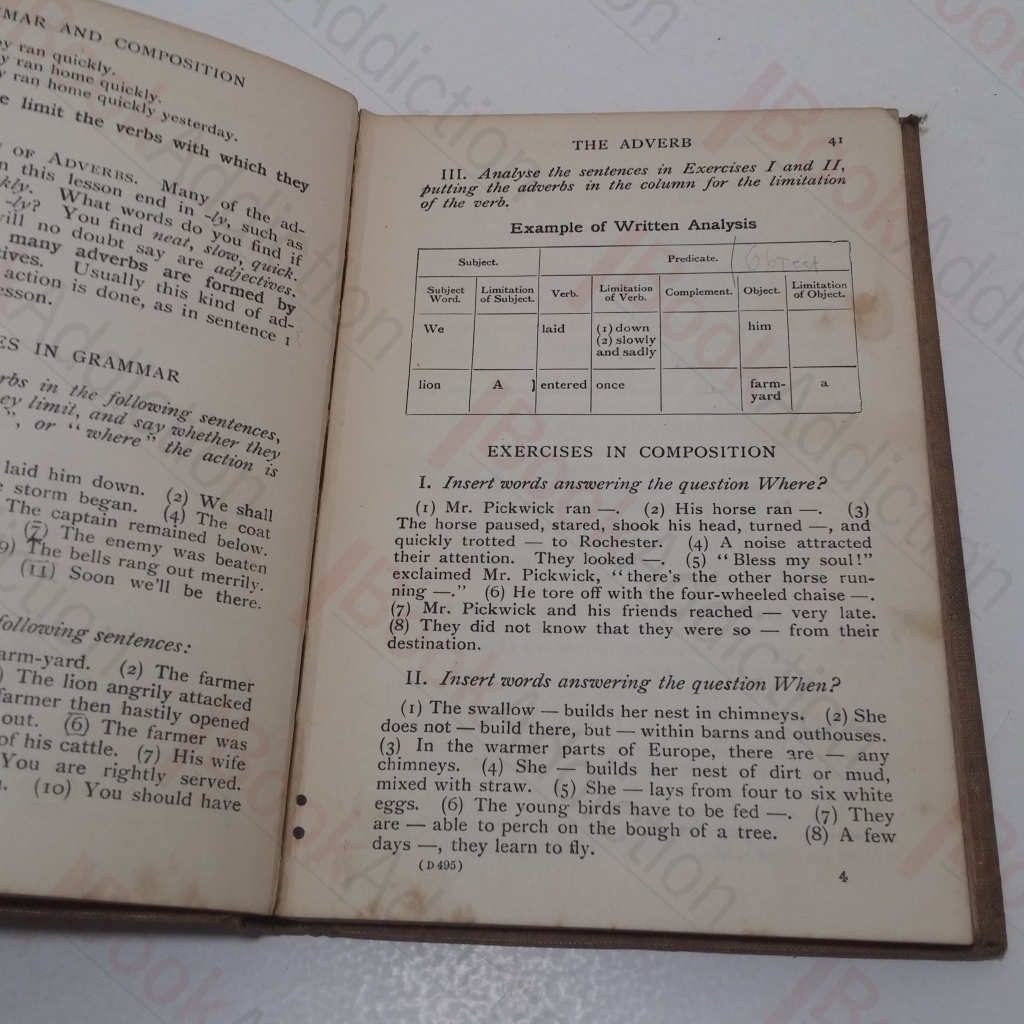 MAR AND COMPOSITION
ran quickly.
ran home quickly.
ran home quickly yesterday.
limit the verbs with which they
OF ADVERBS. Many of the ad-
this lesson end in -ly, such as
What words do you find if
-ly? You find neat, slow, quick.
will no doubt say are adjectives.
many adverbs are formed by
Usually this kind of ad-
action is done, as in sentence 1
IN GRAMMAR
in the following sentences,
limit, and say whether they
", or "where" the action is
laid him down. (2) We shall
storm began. (4) The coat
The captain remained below.
(7) The enemy was beaten
The bells rang out merrily.
(11) Soon we'll be there.
following sentences:
arm-yard. (2) The farmer
The lion angrily attacked
farmer then hastily opened
out. (6) The farmer was
of his cattle. (7) His wife
You are rightly served.
(10) You should have
THE ADVERB 41
III. Analyse the sentences in Exercises I and II,
putting the adverbs in the column for the limitation
of the verb.
Example of Written Analysis
Subject. Predicate. Object
Subject Word. Limitation of Subject. Verb. Limitation of Verb. Complement. Object. Limitation of Object.
We laid (1) down him
(2) slowly
and sadly
lion A entered once farm- a
yard
EXERCISES IN COMPOSITION
I. Insert words answering the question Where?
(1) Mr. Pickwick ran —. (2) His horse ran —. (3)
The horse paused, stared, shook his head, turned —, and
quickly trotted — to Rochester. (4) A noise attracted
their attention. They looked —. (5) "Bless my soul!"
exclaimed Mr. Pickwick, "there's the other horse run-
ning —." (6) He tore off with the four-wheeled chaise —.
(7) Mr. Pickwick and his friends reached — very late.
(8) They did not know that they were so — from their
destination.
II. Insert words answering the question When?
(1) The swallow — builds her nest in chimneys. (2) She
does not — build there, but — within barns and outhouses.
(3) In the warmer parts of Europe, there are — any
chimneys. (4) She — builds her nest of dirt or mud,
mixed with straw. (5) She — lays from four to six white
eggs. (6) The young birds have to be fed —. (7) They
are — able to perch on the bough of a tree. (8) A few
days —, they learn to fly.
(D 495)
4